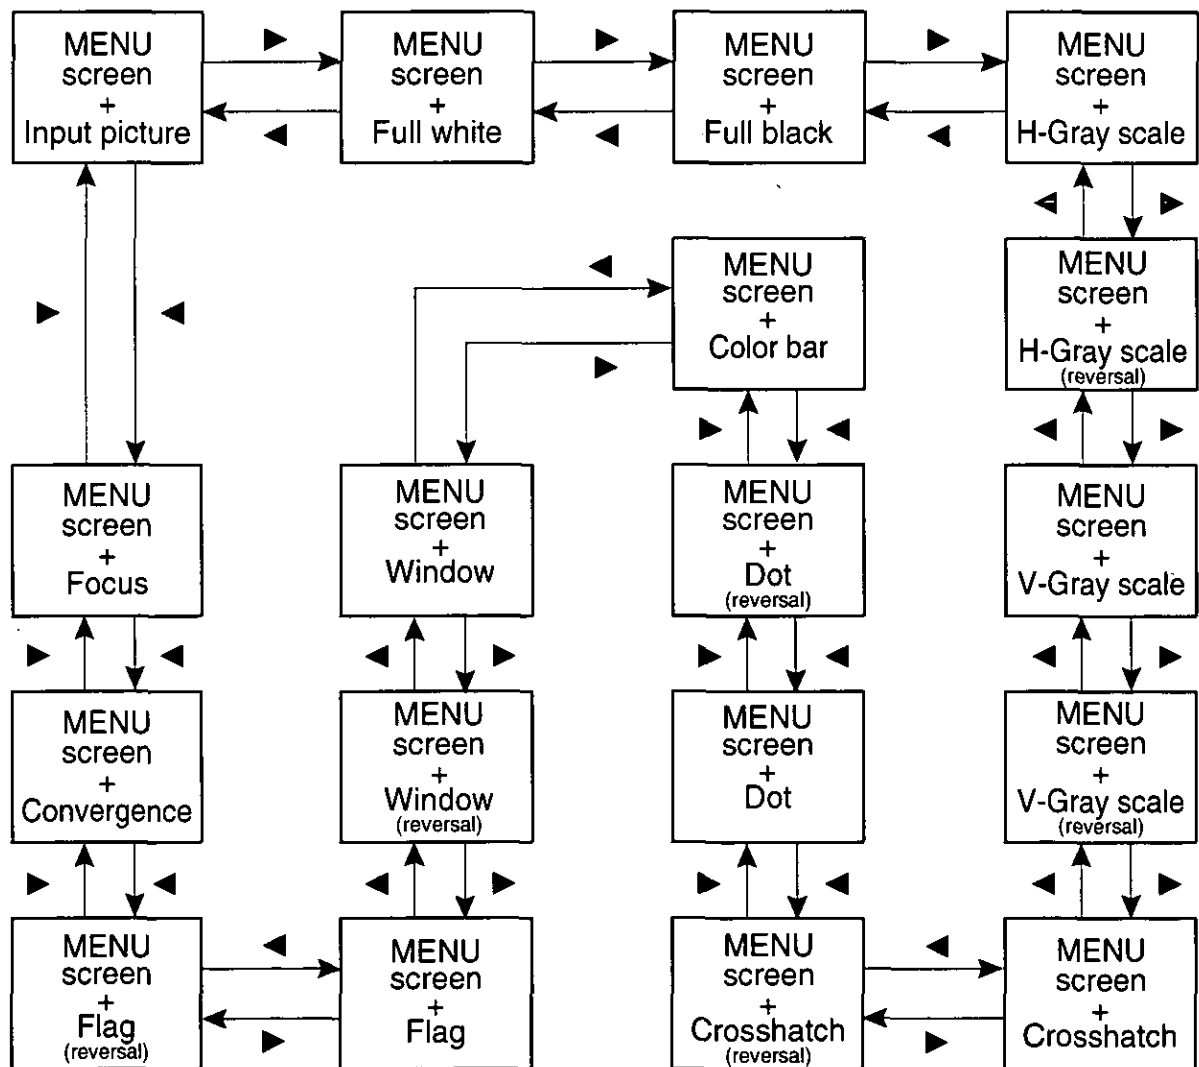 MENU
screen
+
Input picture
MENU
screen
+
Full white
MENU
screen
+
Full black
MENU
screen
+
H-Gray scale
MENU
screen
+
Color bar
MENU
screen
+
H-Gray scale
(reversal)
MENU
screen
+
Focus
MENU
screen
+
Window
MENU
screen
+
Dot
(reversal)
MENU
screen
+
V-Gray scale
MENU
screen
+
Convergence
MENU
screen
+
Window
(reversal)
MENU
screen
+
Dot
MENU
screen
+
V-Gray scale
(reversal)
MENU
screen
+
Flag
(reversal)
MENU
screen
+
Flag
MENU
screen
+
Crosshatch
(reversal)
MENU
screen
+
Crosshatch